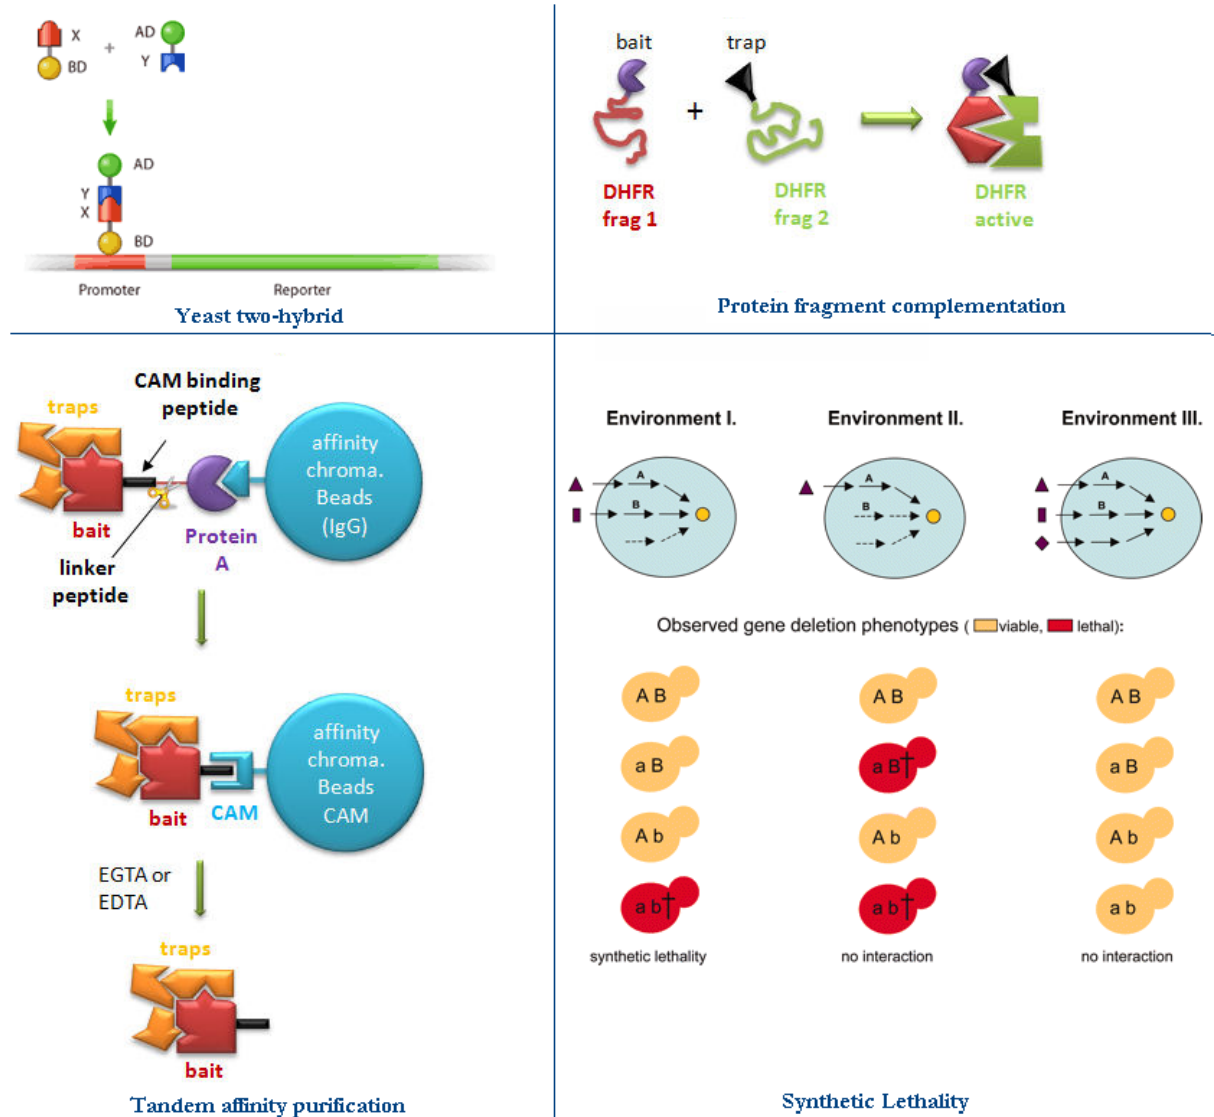 X
AD
+
BD
Y
AD
Y
X
BD
Promoter
Reporter
Yeast two-hybrid
bait
trap
+
DHFR
frag 1
DHFR
frag 2
DHFR
active
Protein fragment complementation
CAM binding
peptide
traps
affinity
chroma.
Beads
(IgG)
bait
Protein
A
linker
peptide
traps
affinity
chroma.
Beads
CAM
bait
CAM
EGTA or
EDTA
traps
bait
Tandem affinity purification
Environment I.
Environment II.
Environment III.
A
B
A
B
A
B
Observed gene deletion phenotypes ( viable, lethal):
A B
A B
A B
a B
a B†
a B
A b
A b
A b
a b†
a b†
a b
synthetic lethality
no interaction
no interaction
Synthetic Lethality